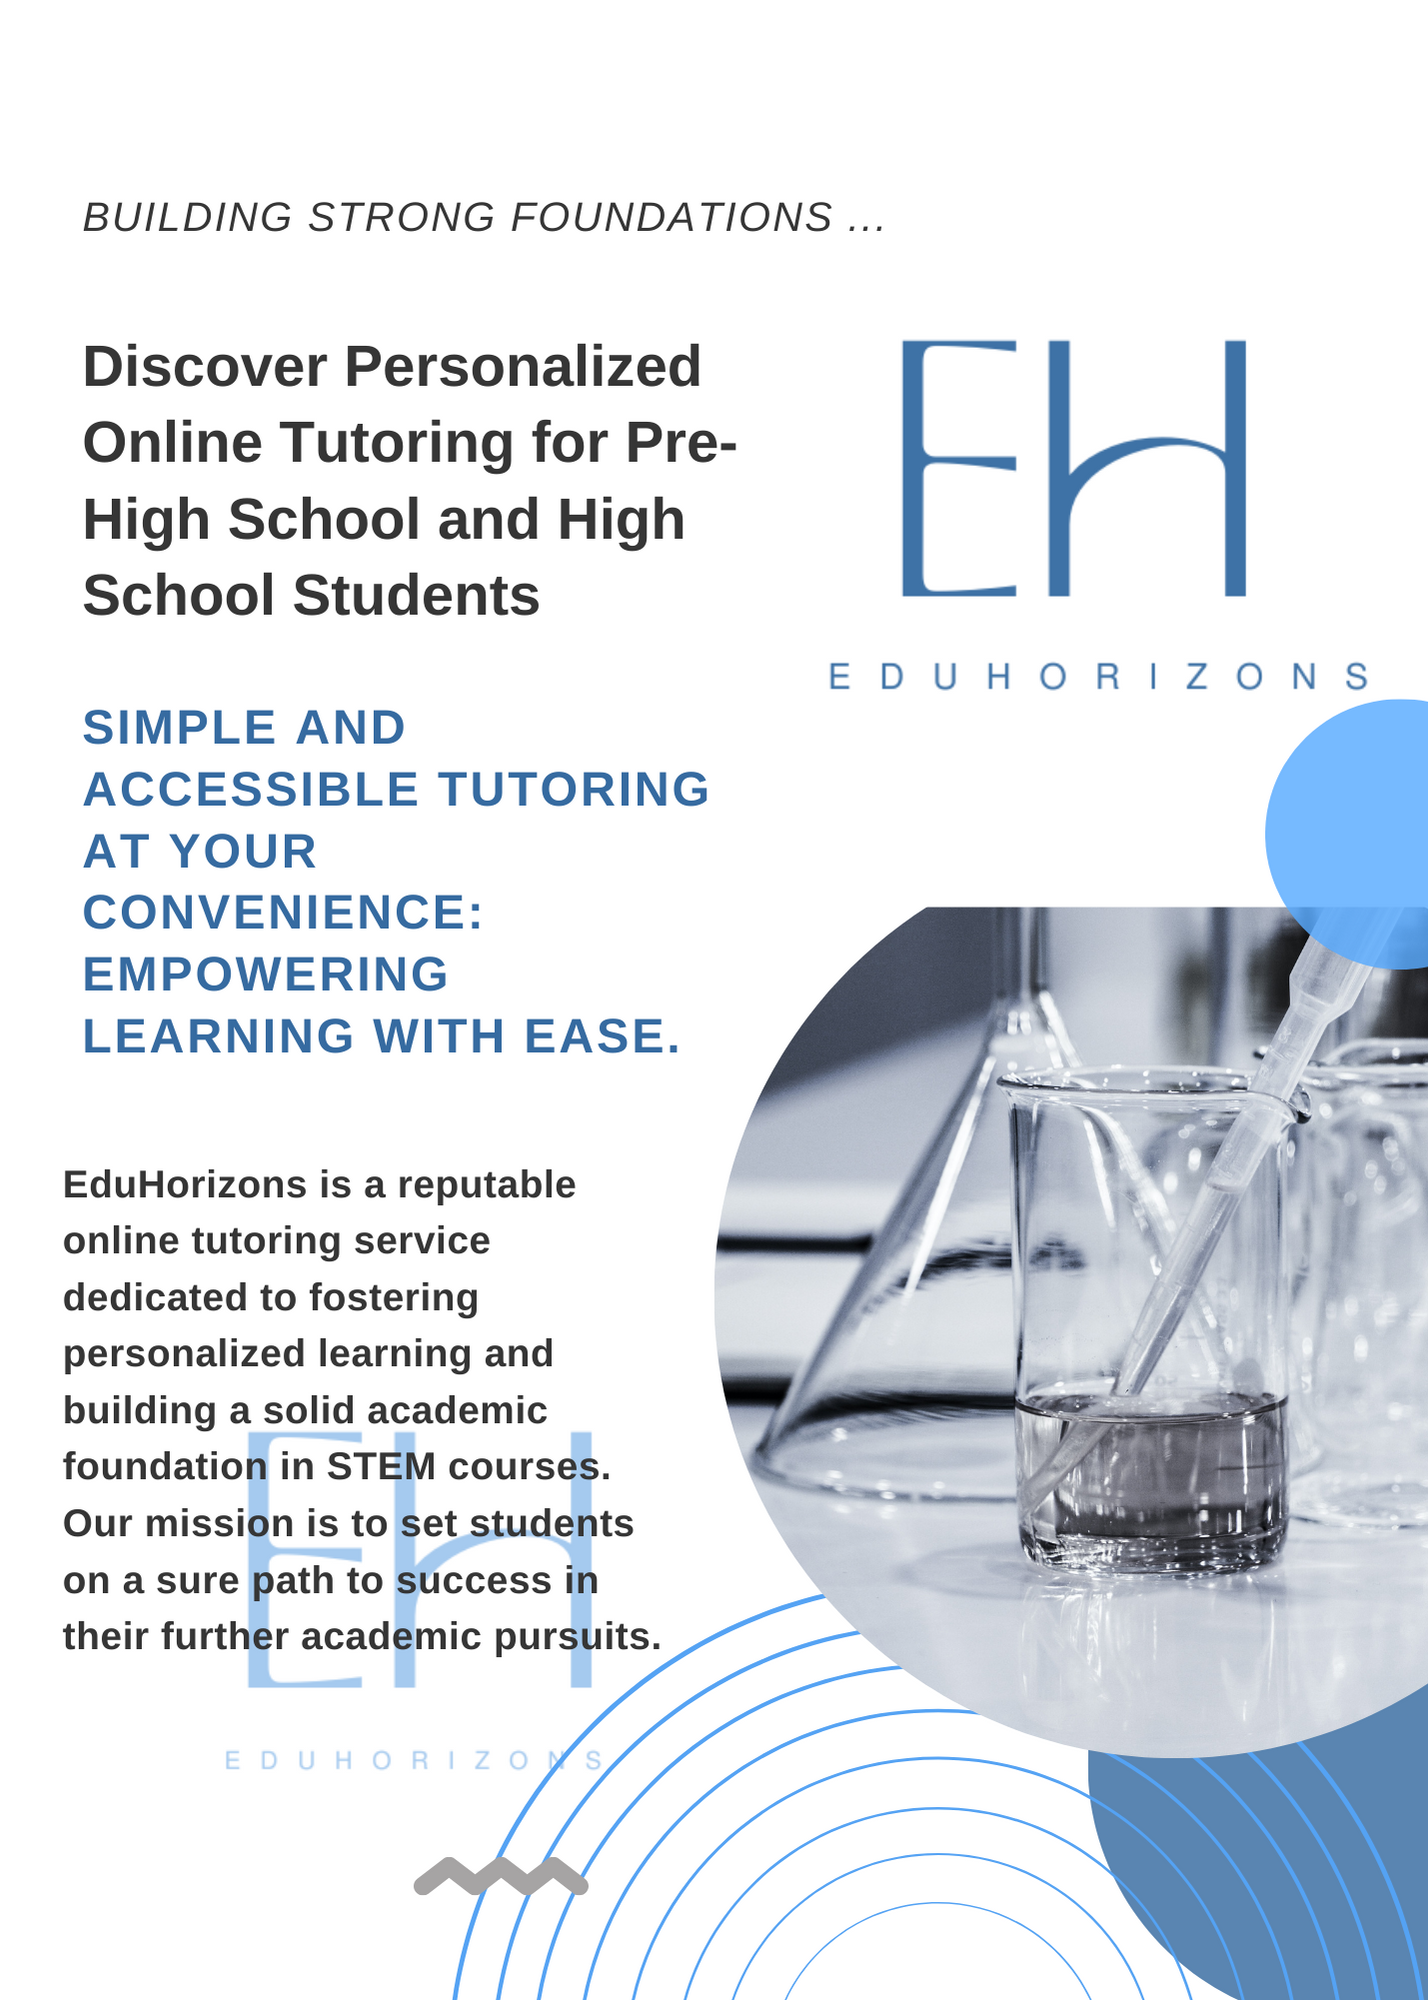 BUILDING STRONG FOUNDATIONS ...
Discover Personalized
Online Tutoring for Pre-
High School and High
School Students
EH
EDUHORIZONS
SIMPLE AND
ACCESSIBLE TUTORING
AT YOUR
CONVENIENCE:
EMPOWERING
LEARNING WITH EASE.
EduHorizons is a reputable
online tutoring service
dedicated to fostering
personalized learning and
building a solid academic
foundation in STEM courses.
Our mission is to set students
on a sure path to success in
their further academic pursuits.
EH
EDUHORIZONS